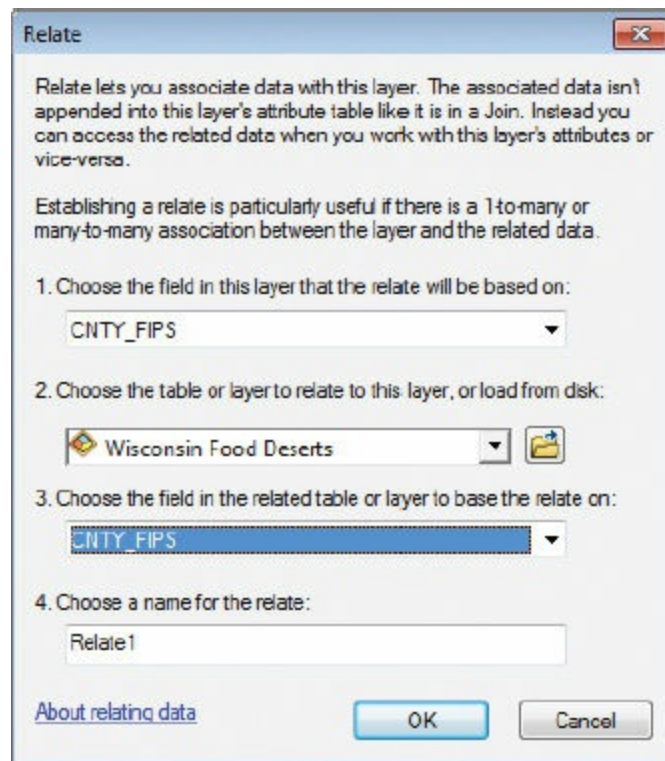 Relate
Relate lets you associate data with this layer. The associated data isn't
appended into this layer's attribute table like it is in a Join. Instead you
can access the related data when you work with this layer's attributes or
vice-versa.
Establishing a relate is particularly useful if there is a 1-to-many or
many-to-many association between the layer and the related data.
1. Choose the field in this layer that the relate will be based on:
CNTY_FIPS
2. Choose the table or layer to relate to this layer, or load from disk:
Wisconsin Food Deserts
3. Choose the field in the related table or layer to base the relate on:
CNTY_FIPS
4. Choose a name for the relate:
Relate1
About relating data
OK
Cancel